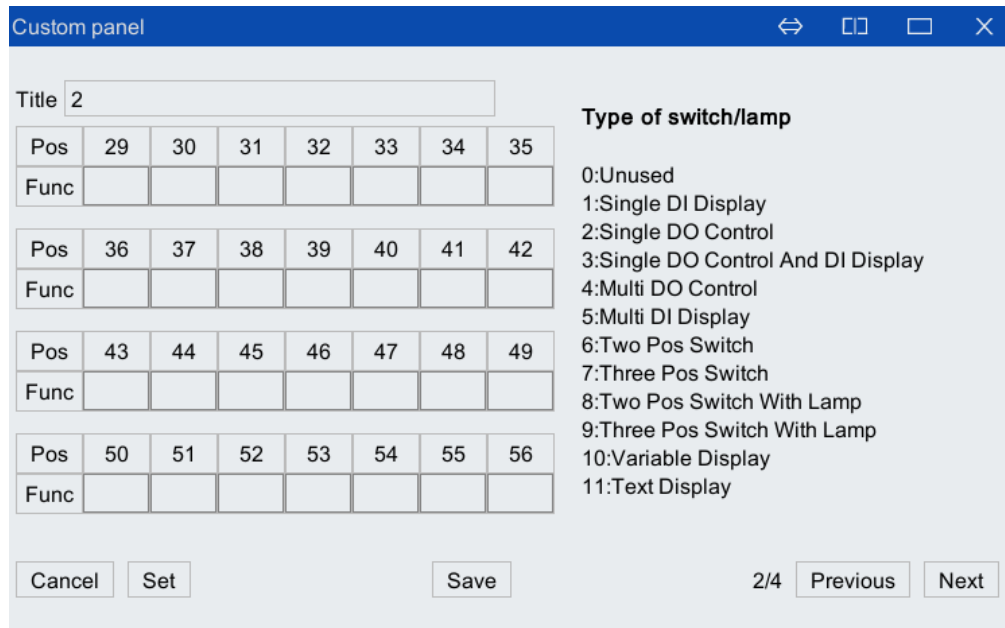 Custom panel
Title 2
Pos 29 30 31 32 33 34 35
Func
Pos 36 37 38 39 40 41 42
Func
Pos 43 44 45 46 47 48 49
Func
Pos 50 51 52 53 54 55 56
Func
Type of switch/lamp
0:Unused
1:Single DI Display
2:Single DO Control
3:Single DO Control And DI Display
4:Multi DO Control
5:Multi DI Display
6:Two Pos Switch
7:Three Pos Switch
8:Two Pos Switch With Lamp
9:Three Pos Switch With Lamp
10:Variable Display
11:Text Display
Cancel Set Save 2/4 Previous Next